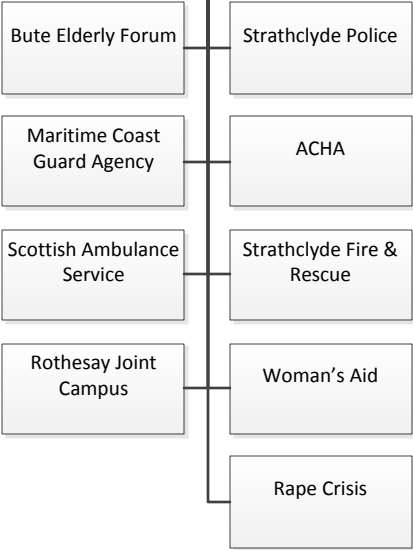 Bute Elderly Forum
Strathclyde Police
Maritime Coast
Guard Agency
ACHA
Scottish Ambulance
Service
Strathclyde Fire &
Rescue
Rothesay Joint
Campus
Woman’s Aid
Rape Crisis